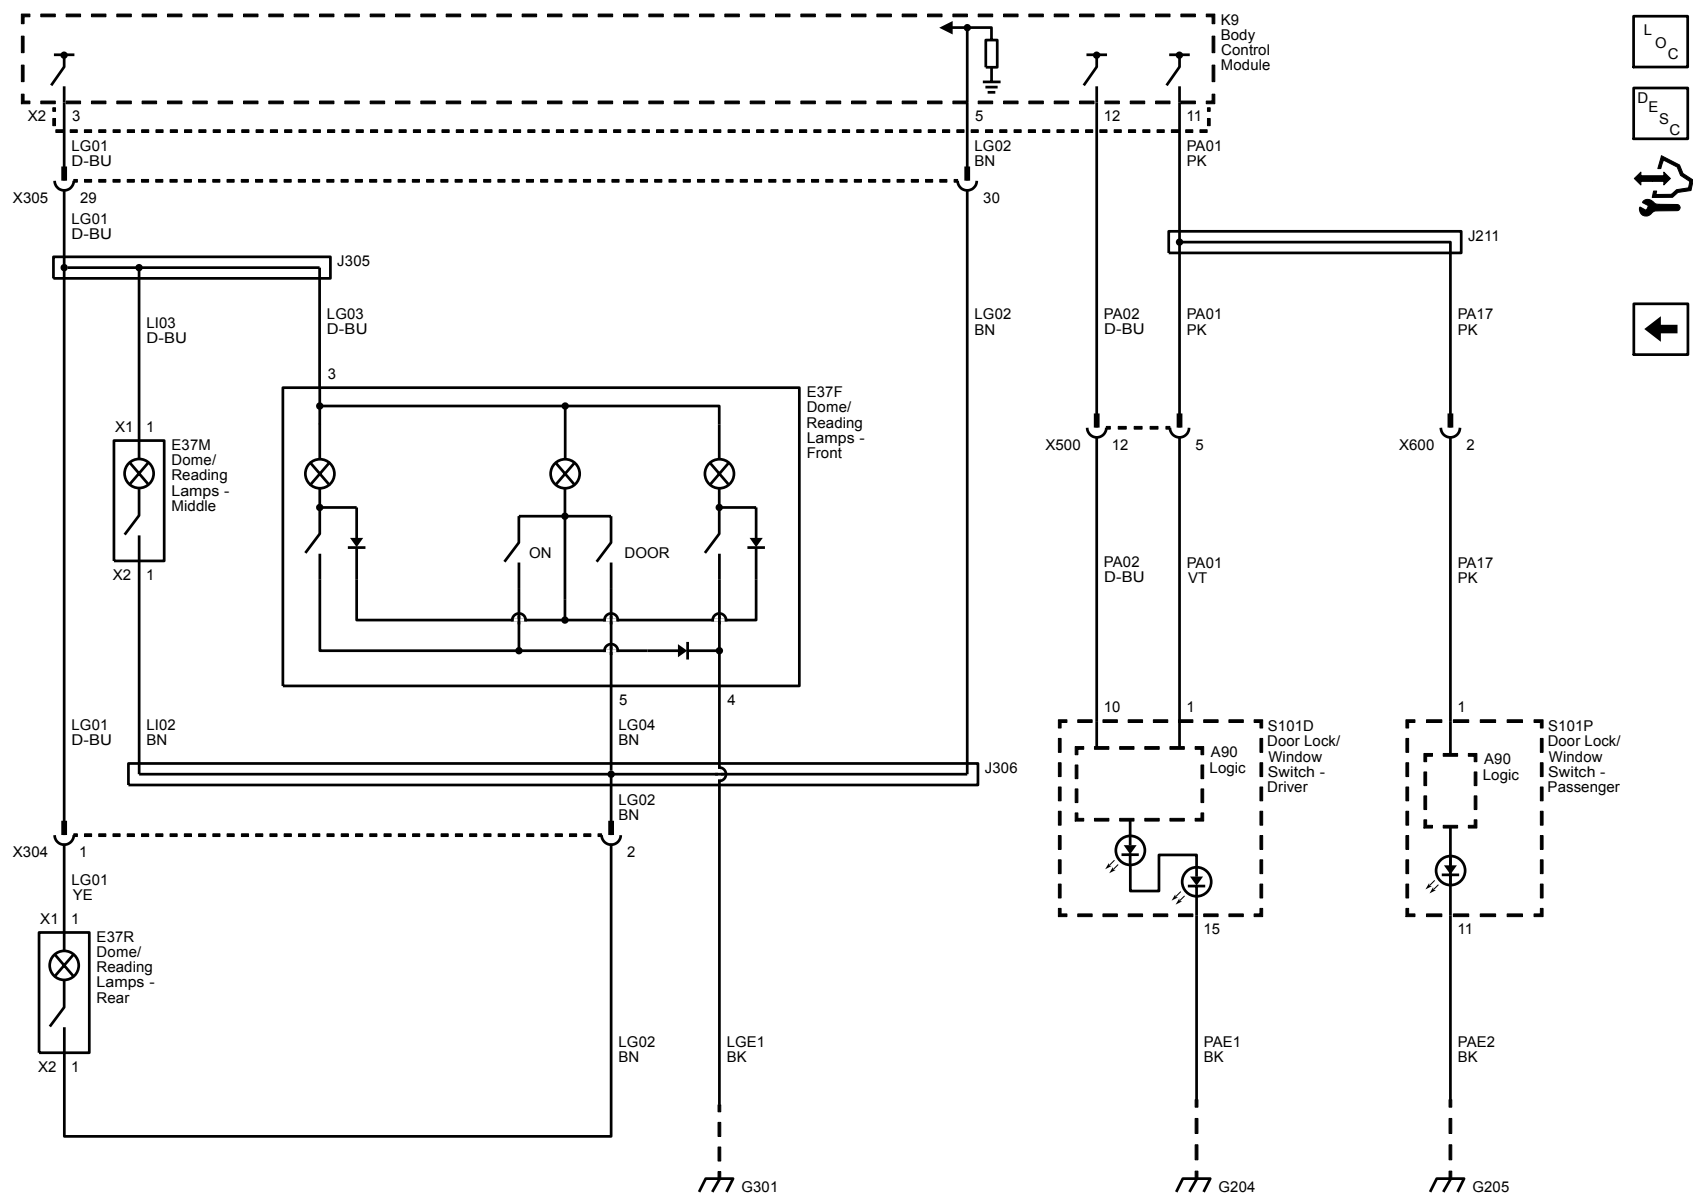 K9
Body
Control
Module
L
O
C
D
E
S
C
X2
3
5
12
11
LG01
D-BU
LG02
BN
PA01
PK
X305
29
30
LG01
D-BU
J305
J211
LI03
D-BU
LG03
D-BU
LG02
BN
PA02
D-BU
PA01
PK
PA17
PK
3
X1
1
E37M
Dome/
Reading
Lamps -
Middle
E37F
Dome/
Reading
Lamps -
Front
X500
12
5
X600
2
ON
DOOR
X2
1
PA02
D-BU
PA01
VT
PA17
PK
5
4
10
1
1
LG01
D-BU
LI02
BN
LG04
BN
J306
A90
Logic
S101D
Door Lock/
Window
Switch -
Driver
A90
Logic
S101P
Door Lock/
Window
Switch -
Passenger
LG02
BN
X304
1
2
LG01
YE
X1
1
E37R
Dome/
Reading
Lamps -
Rear
15
11
X2
1
LG02
BN
LGE1
BK
PAE1
BK
PAE2
BK
G301
G204
G205